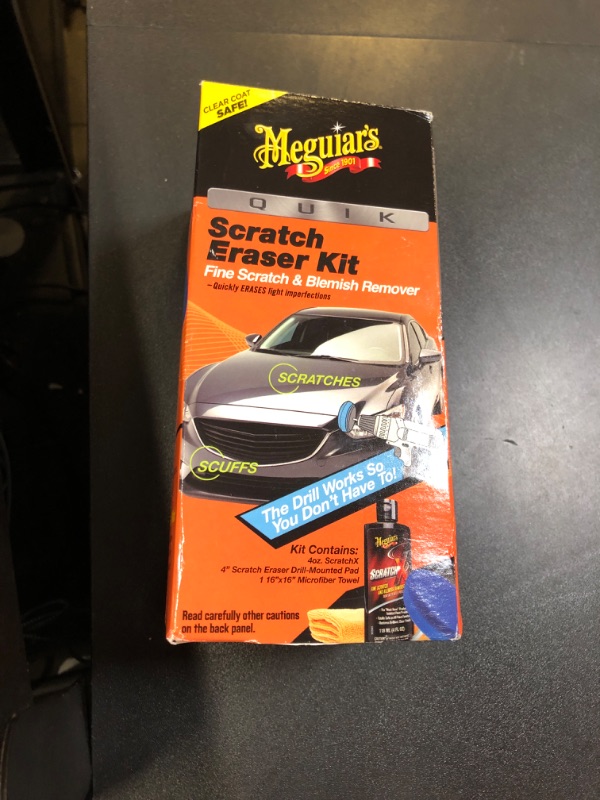 CLEAR COAT
SAFE!
Meguiar's
Since 1901
QUIK
Scratch
Eraser Kit
Fine Scratch & Blemish Remover
– Quickly ERASES light imperfections
SCRATCHES
SCUFFS
The Drill Works So
You Don't Have To!
Kit Contains:
4oz. ScratchX
4" Scratch Eraser Drill-Mounted Pad
1 16"x16" Microfiber Towel
Meguiar's
SCRATCH
Read carefully other cautions
on the back panel.